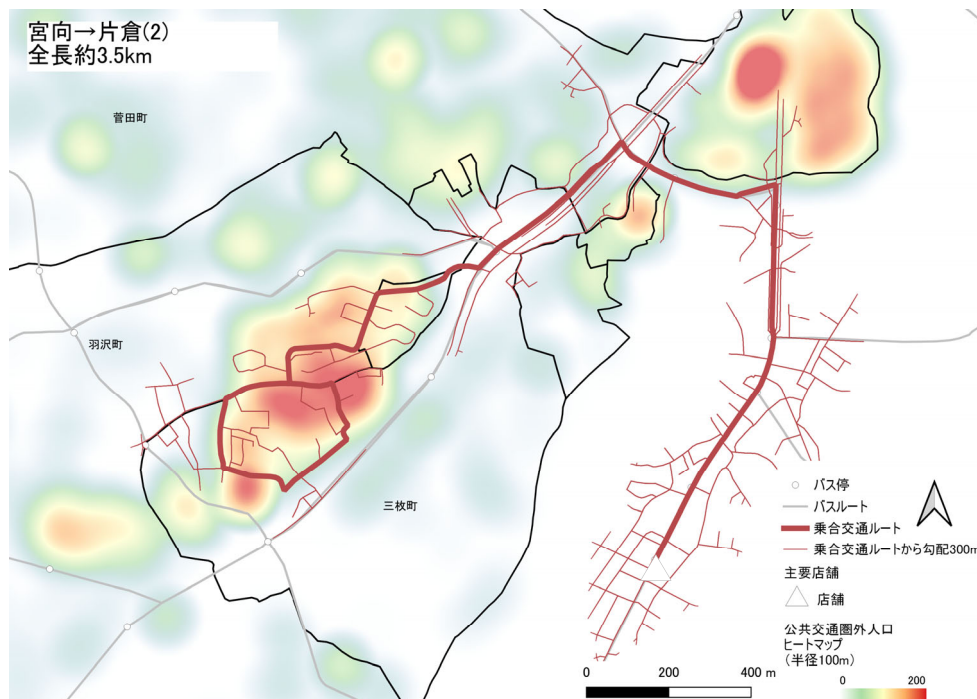 宮向→片倉(2)
全長約3.5km
菅田町
羽沢町
三枚町
バス停
バスルート
乗合交通ルート
乗合交通ルートから勾配300m
主要店舗
店舗
公共交通圏外人口
ヒートマップ
(半径100m)
0 200
0 200 400 m